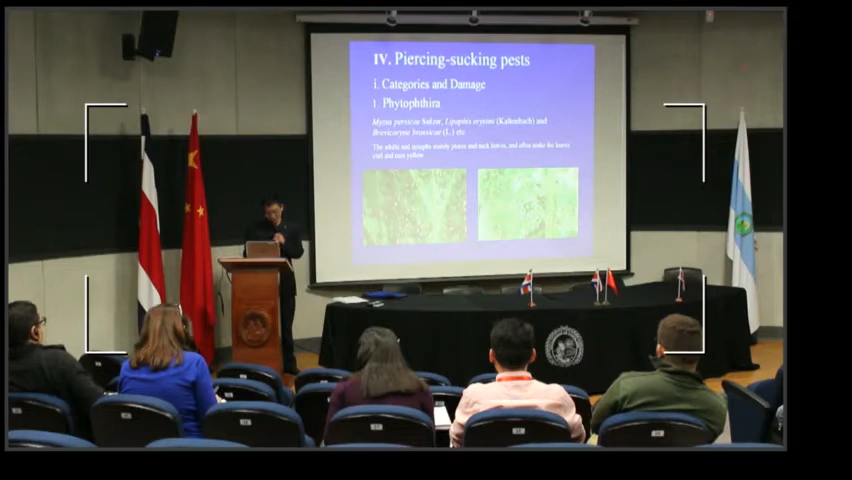 IV. Piercing-sucking pests
i. Categories and Damage
1. Phytophthira
Myzus persicae Sulzer, Lipaphis erysimi (Kaltenbach) and
Brevicoryne brassicae (L.) etc
The adults and nymphs mainly pierce and suck leaves, and often make the leaves
curl and turn yellow